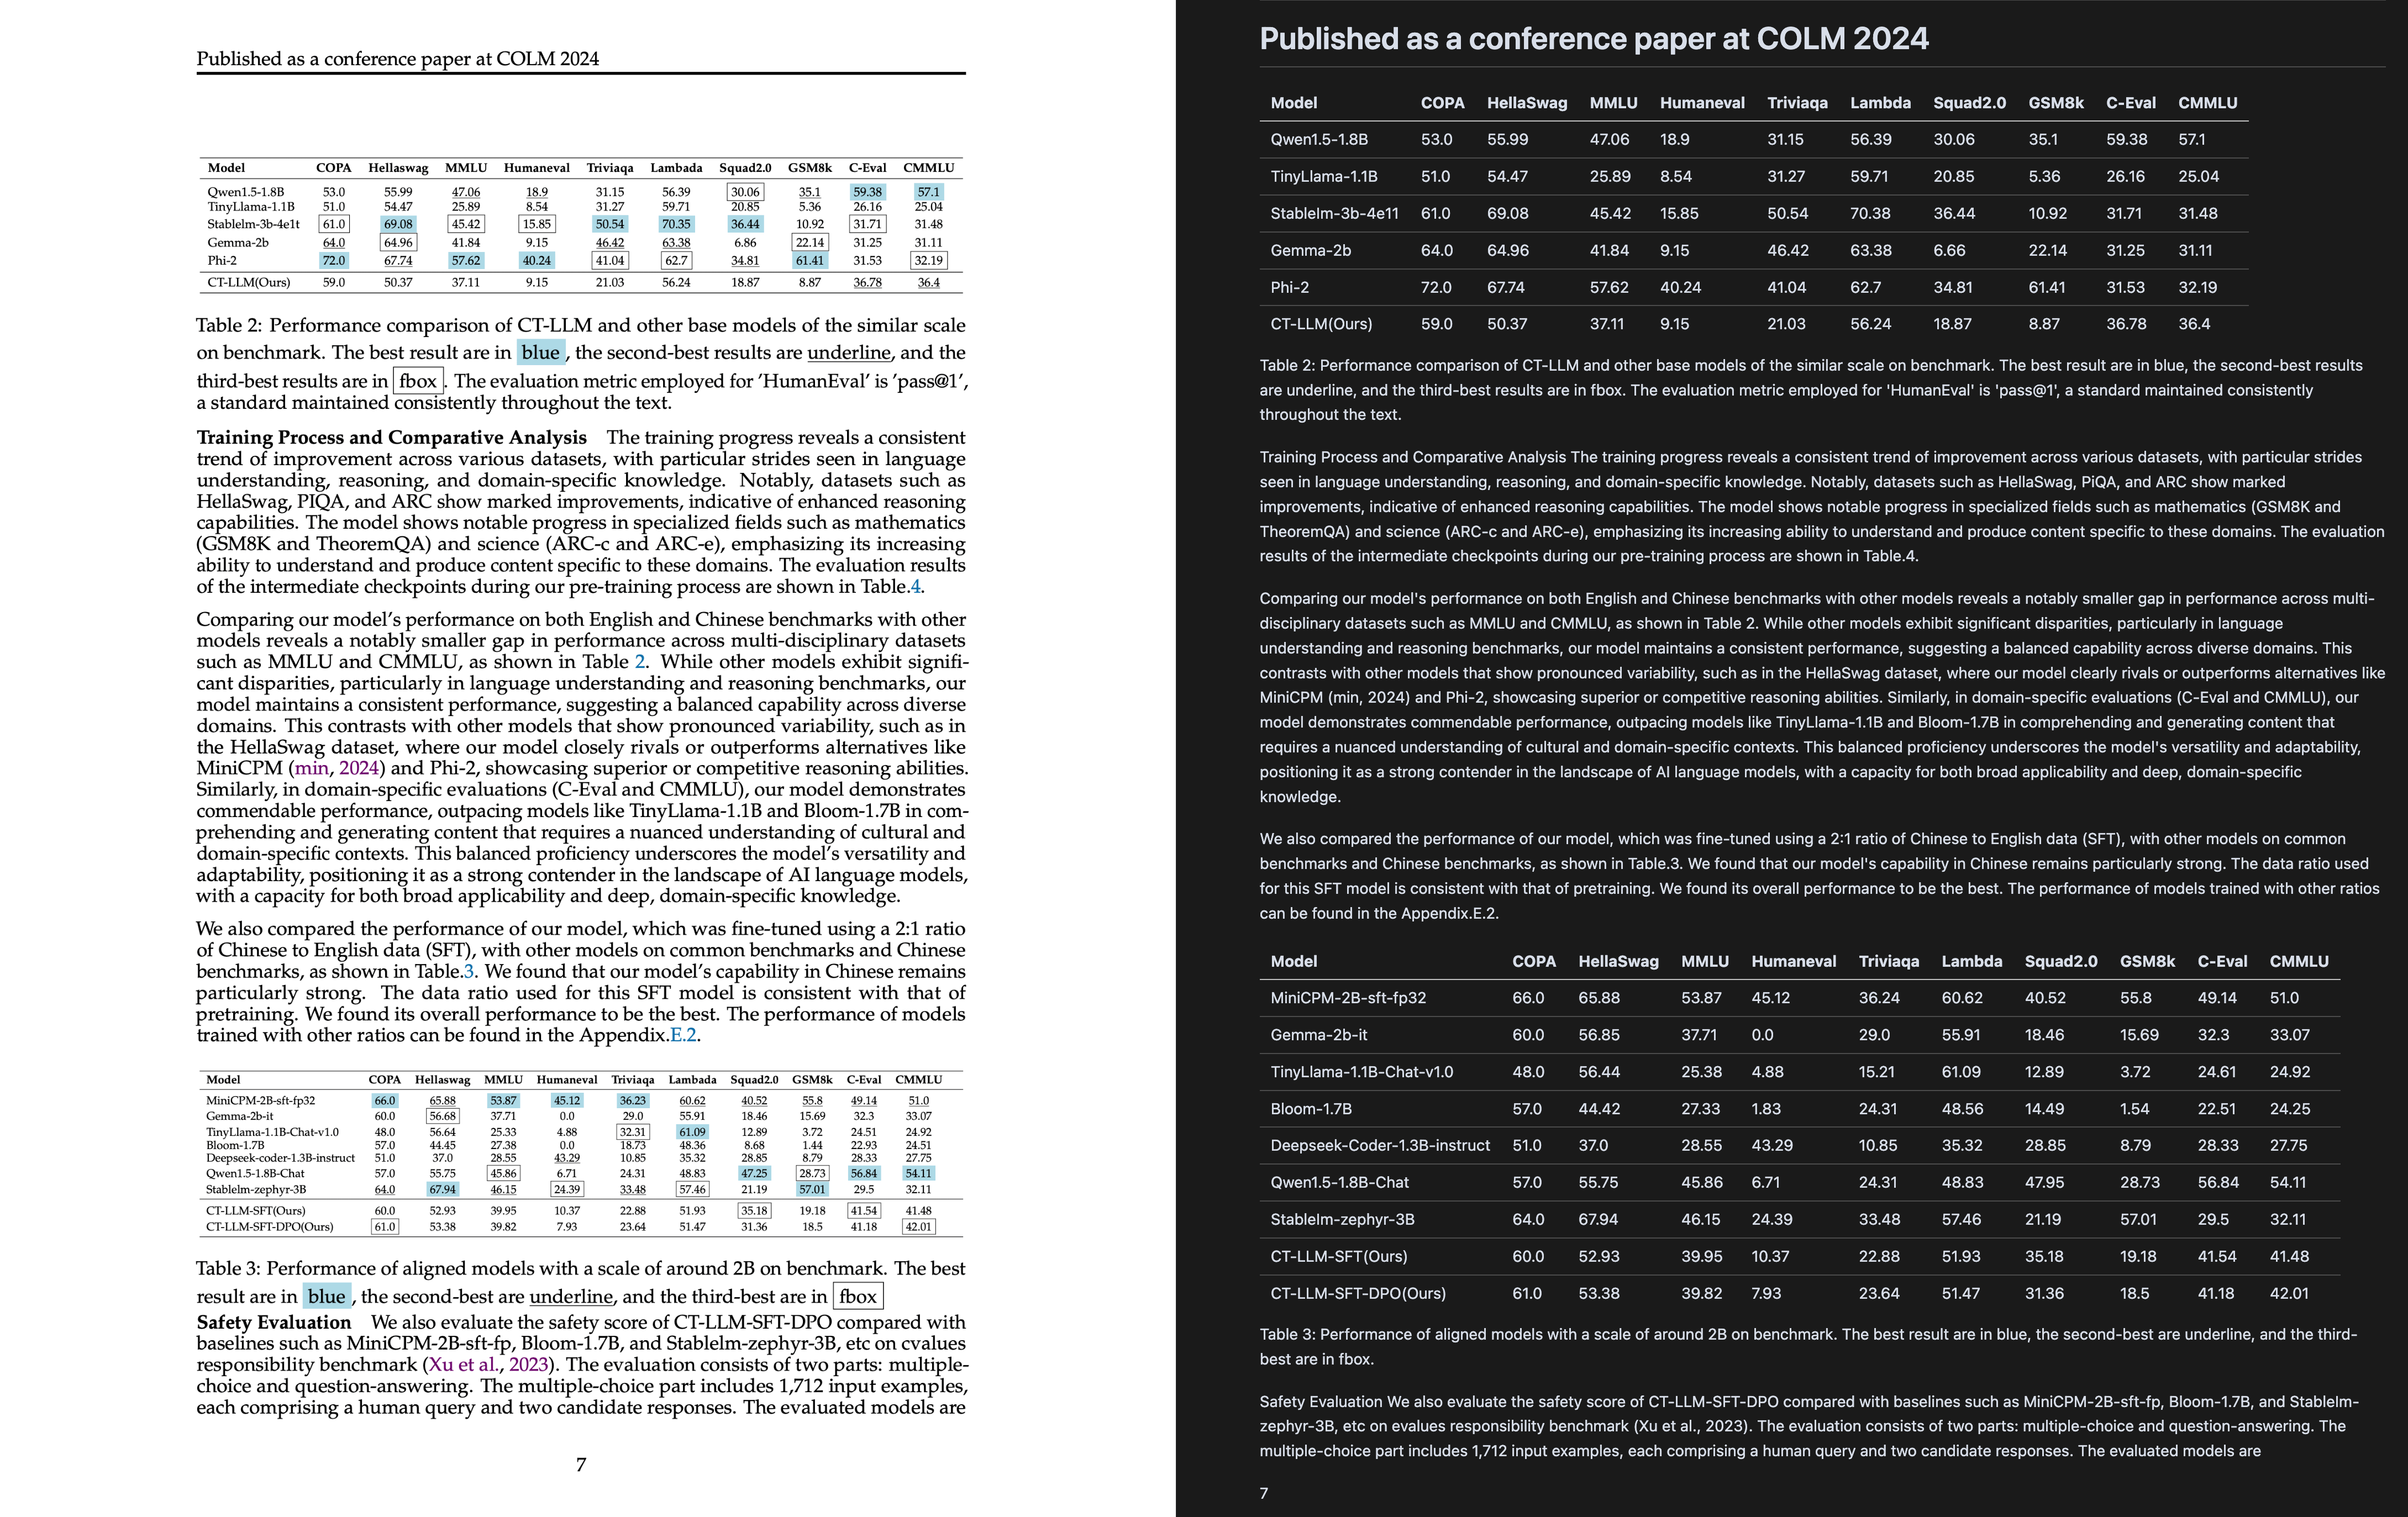 Published as a conference paper at COLM 2024
Model COPA Hellaswag MMLU Humaneval Triviaqa Lambada Squad2.0 GSM8k C-Eval CMMLU
Qwen1.5-1.8B 53.0 55.99 47.06 18.9 31.15 56.39 30.06 35.1 59.38 57.1
TinyLlama-1.1B 51.0 54.47 25.89 8.54 31.27 59.71 20.85 5.36 26.16 25.04
Stablelm-3b-4e1t 61.0 69.08 45.42 15.85 50.54 70.35 36.44 10.92 31.71 31.48
Gemma-2b 64.0 64.96 41.84 9.15 46.42 63.38 6.86 22.14 31.25 31.11
Phi-2 72.0 67.74 57.62 40.24 41.04 62.7 34.81 61.41 31.53 32.19
CT-LLM(Ours) 59.0 50.37 37.11 9.15 21.03 56.24 18.87 8.87 36.78 36.4
Table 2: Performance comparison of CT-LLM and other base models of the similar scale
on benchmark. The best result are in blue, the second-best results are underline, and the
third-best results are in fbox. The evaluation metric employed for ’HumanEval’ is ’pass@1’,
a standard maintained consistently throughout the text.
Training Process and Comparative Analysis The training progress reveals a consistent
trend of improvement across various datasets, with particular strides seen in language
understanding, reasoning, and domain-specific knowledge. Notably, datasets such as
HellaSwag, PIQA, and ARC show marked improvements, indicative of enhanced reasoning
capabilities. The model shows notable progress in specialized fields such as mathematics
(GSM8K and TheoremQA) and science (ARC-c and ARC-e), emphasizing its increasing
ability to understand and produce content specific to these domains. The evaluation results
of the intermediate checkpoints during our pre-training process are shown in Table.4.
Comparing our model’s performance on both English and Chinese benchmarks with other
models reveals a notably smaller gap in performance across multi-disciplinary datasets
such as MMLU and CMMLU, as shown in Table 2. While other models exhibit signifi-
cant disparities, particularly in language understanding and reasoning benchmarks, our
model maintains a consistent performance, suggesting a balanced capability across diverse
domains. This contrasts with other models that show pronounced variability, such as in
the HellaSwag dataset, where our model closely rivals or outperforms alternatives like
MiniCPM (min, 2024) and Phi-2, showcasing superior or competitive reasoning abilities.
Similarly, in domain-specific evaluations (C-Eval and CMMLU), our model demonstrates
commendable performance, outpacing models like TinyLlama-1.1B and Bloom-1.7B in com-
prehending and generating content that requires a nuanced understanding of cultural and
domain-specific contexts. This balanced proficiency underscores the model’s versatility and
adaptability, positioning it as a strong contender in the landscape of AI language models,
with a capacity for both broad applicability and deep, domain-specific knowledge.
We also compared the performance of our model, which was fine-tuned using a 2:1 ratio
of Chinese to English data (SFT), with other models on common benchmarks and Chinese
benchmarks, as shown in Table.3. We found that our model’s capability in Chinese remains
particularly strong. The data ratio used for this SFT model is consistent with that of
pretraining. We found its overall performance to be the best. The performance of models
trained with other ratios can be found in the Appendix.E.2.
Model COPA Hellaswag MMLU Humaneval Triviaqa Lambada Squad2.0 GSM8k C-Eval CMMLU
MiniCPM-2B-sft-fp32 66.0 65.88 53.87 45.12 36.23 60.62 40.52 55.8 49.14 51.0
Gemma-2b-it 60.0 56.68 37.71 0.0 29.0 55.91 18.46 15.69 32.3 33.07
TinyLlama-1.1B-Chat-v1.0 48.0 56.64 25.33 4.88 32.31 61.09 12.89 3.72 24.51 24.92
Bloom-1.7B 57.0 44.45 27.38 0.0 18.73 48.36 8.68 1.44 22.93 24.51
Deepseek-coder-1.3B-instruct 51.0 37.0 28.55 43.29 10.85 35.32 28.85 8.79 28.33 27.75
Qwen1.5-1.8B-Chat 57.0 55.75 45.86 6.71 24.31 48.83 47.25 28.73 56.84 54.11
Stablelm-zephyr-3B 64.0 67.94 46.15 24.39 33.48 57.46 21.19 57.01 29.5 32.11
CT-LLM-SFT(Ours) 60.0 52.93 39.95 10.37 22.88 51.93 35.18 19.18 41.54 41.48
CT-LLM-SFT-DPO(Ours) 61.0 53.38 39.82 7.93 23.64 51.47 31.36 18.5 41.18 42.01
Table 3: Performance of aligned models with a scale of around 2B on benchmark. The best
result are in blue, the second-best are underline, and the third-best are in fbox
Safety Evaluation We also evaluate the safety score of CT-LLM-SFT-DPO compared with
baselines such as MiniCPM-2B-sft-fp, Bloom-1.7B, and Stablelm-zephyr-3B, etc on cvalues
responsibility benchmark (Xu et al., 2023). The evaluation consists of two parts: multiple-
choice and question-answering. The multiple-choice part includes 1,712 input examples,
each comprising a human query and two candidate responses. The evaluated models are
7
Published as a conference paper at COLM 2024
Model COPA HellaSwag MMLU Humaneval Triviaqa Lambda Squad2.0 GSM8k C-Eval CMMLU
Qwen1.5-1.8B 53.0 55.99 47.06 18.9 31.15 56.39 30.06 35.1 59.38 57.1
TinyLlama-1.1B 51.0 54.47 25.89 8.54 31.27 59.71 20.85 5.36 26.16 25.04
Stablelm-3b-4e11 61.0 69.08 45.42 15.85 50.54 70.38 36.44 10.92 31.71 31.48
Gemma-2b 64.0 64.96 41.84 9.15 46.42 63.38 6.66 22.14 31.25 31.11
Phi-2 72.0 67.74 57.62 40.24 41.04 62.7 34.81 61.41 31.53 32.19
CT-LLM(Ours) 59.0 50.37 37.11 9.15 21.03 56.24 18.87 8.87 36.78 36.4
Table 2: Performance comparison of CT-LLM and other base models of the similar scale on benchmark. The best result are in blue, the second-best results
are underline, and the third-best results are in fbox. The evaluation metric employed for 'HumanEval' is 'pass@1', a standard maintained consistently
throughout the text.
Training Process and Comparative Analysis The training progress reveals a consistent trend of improvement across various datasets, with particular strides
seen in language understanding, reasoning, and domain-specific knowledge. Notably, datasets such as HellaSwag, PiQA, and ARC show marked
improvements, indicative of enhanced reasoning capabilities. The model shows notable progress in specialized fields such as mathematics (GSM8K and
TheoremQA) and science (ARC-c and ARC-e), emphasizing its increasing ability to understand and produce content specific to these domains. The evaluation
results of the intermediate checkpoints during our pre-training process are shown in Table.4.
Comparing our model's performance on both English and Chinese benchmarks with other models reveals a notably smaller gap in performance across multi-
disciplinary datasets such as MMLU and CMMLU, as shown in Table 2. While other models exhibit significant disparities, particularly in language
understanding and reasoning benchmarks, our model maintains a consistent performance, suggesting a balanced capability across diverse domains. This
contrasts with other models that show pronounced variability, such as in the HellaSwag dataset, where our model clearly rivals or outperforms alternatives like
MiniCPM (min, 2024) and Phi-2, showcasing superior or competitive reasoning abilities. Similarly, in domain-specific evaluations (C-Eval and CMMLU), our
model demonstrates commendable performance, outpacing models like TinyLlama-1.1B and Bloom-1.7B in comprehending and generating content that
requires a nuanced understanding of cultural and domain-specific contexts. This balanced proficiency underscores the model's versatility and adaptability,
positioning it as a strong contender in the landscape of AI language models, with a capacity for both broad applicability and deep, domain-specific
knowledge.
We also compared the performance of our model, which was fine-tuned using a 2:1 ratio of Chinese to English data (SFT), with other models on common
benchmarks and Chinese benchmarks, as shown in Table.3. We found that our model's capability in Chinese remains particularly strong. The data ratio used
for this SFT model is consistent with that of pretraining. We found its overall performance to be the best. The performance of models trained with other ratios
can be found in the Appendix.E.2.
Model COPA HellaSwag MMLU Humaneval Triviaqa Lambda Squad2.0 GSM8k C-Eval CMMLU
MiniCPM-2B-sft-fp32 66.0 65.88 53.87 45.12 36.24 60.62 40.52 55.8 49.14 51.0
Gemma-2b-it 60.0 56.85 37.71 0.0 29.0 55.91 18.46 15.69 32.3 33.07
TinyLlama-1.1B-Chat-v1.0 48.0 56.44 25.38 4.88 15.21 61.09 12.89 3.72 24.61 24.92
Bloom-1.7B 57.0 44.42 27.33 1.83 24.31 48.56 14.49 1.54 22.51 24.25
Deepseek-Coder-1.3B-instruct 51.0 37.0 28.55 43.29 10.85 35.32 28.85 8.79 28.33 27.75
Qwen1.5-1.8B-Chat 57.0 55.75 45.86 6.71 24.31 48.83 47.95 28.73 56.84 54.11
Stablelm-zephyr-3B 64.0 67.94 46.15 24.39 33.48 57.46 21.19 57.01 29.5 32.11
CT-LLM-SFT(Ours) 60.0 52.93 39.95 10.37 22.88 51.93 35.18 19.18 41.54 41.48
CT-LLM-SFT-DPO(Ours) 61.0 53.38 39.82 7.93 23.64 51.47 31.36 18.5 41.18 42.01
Table 3: Performance of aligned models with a scale of around 2B on benchmark. The best result are in blue, the second-best are underline, and the third-
best are in fbox.
Safety Evaluation We also evaluate the safety score of CT-LLM-SFT-DPO compared with baselines such as MiniCPM-2B-sft-fp, Bloom-1.7B, and Stablelm-
zephyr-3B, etc on evalues responsibility benchmark (Xu et al., 2023). The evaluation consists of two parts: multiple-choice and question-answering. The
multiple-choice part includes 1,712 input examples, each comprising a human query and two candidate responses. The evaluated models are
7